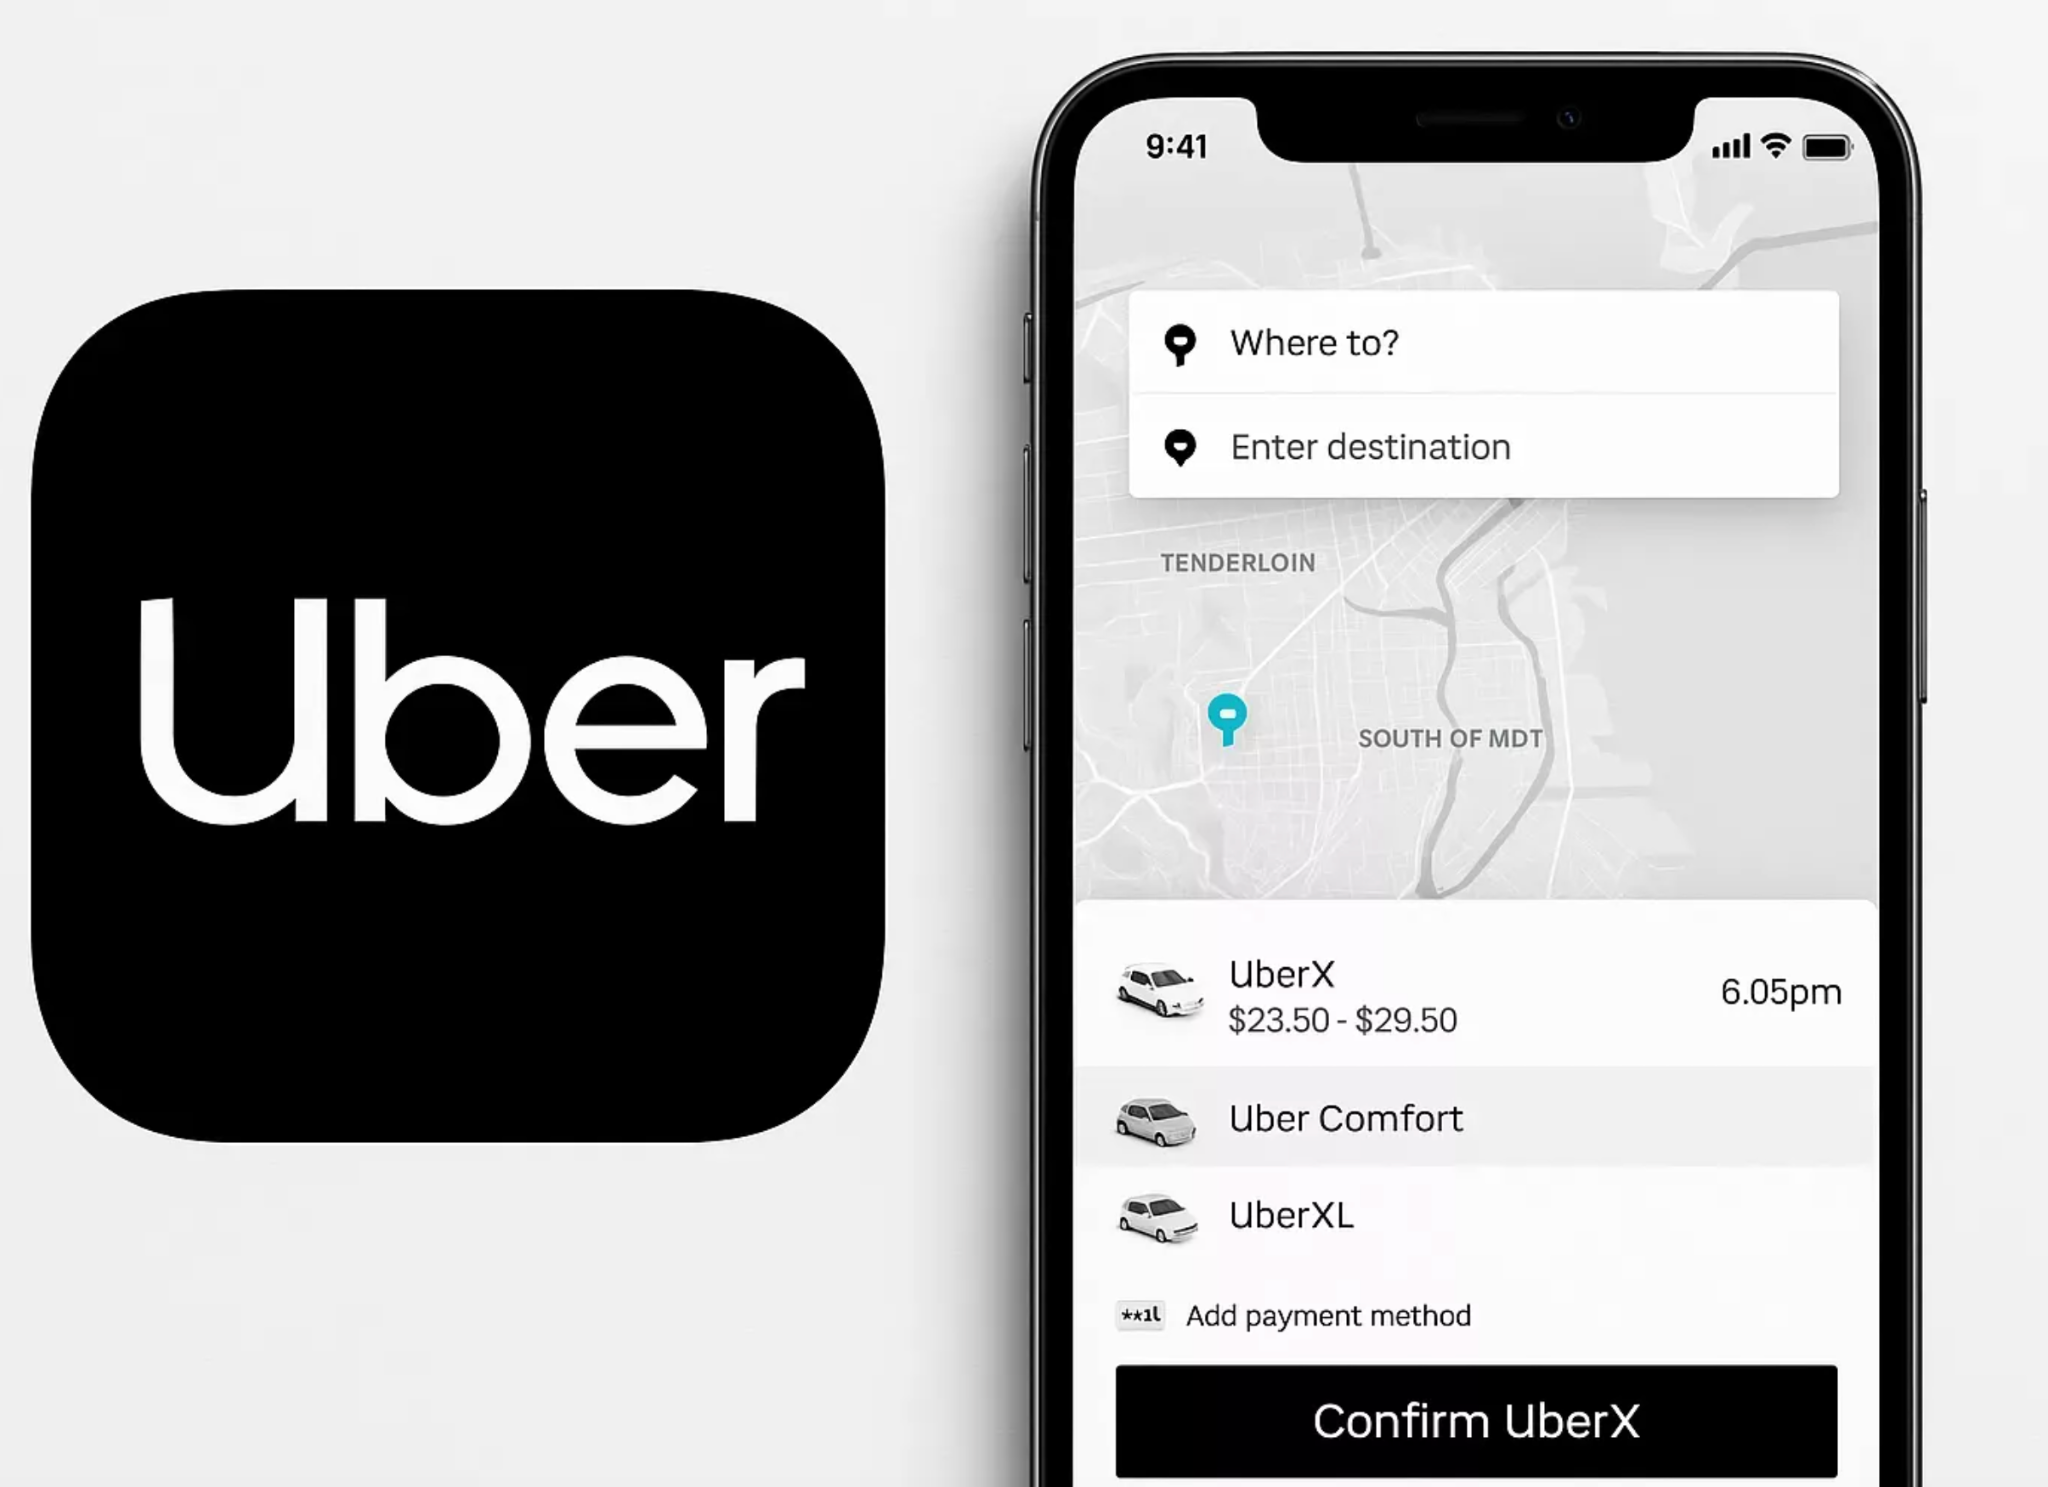 Uber
9:41
Where to?
Enter destination
TENDERLOIN
SOUTH OF MDT
UberX
$23.50 - $29.50
6.05pm
Uber Comfort
UberXL
**1l Add payment method
Confirm UberX